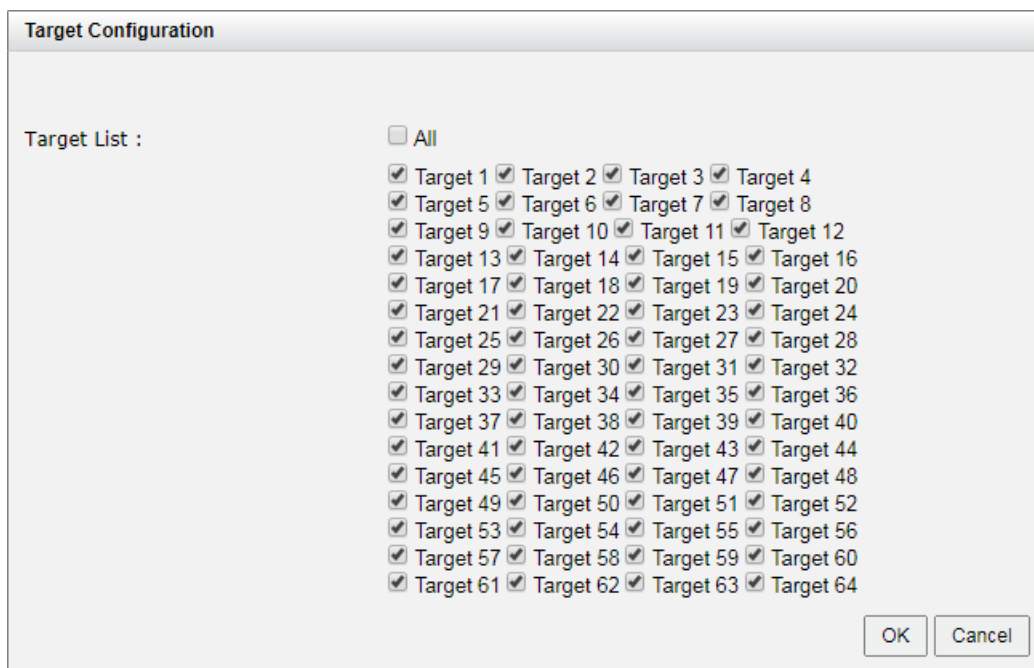 Target Configuration
Target List :
All
Target 1 Target 2 Target 3 Target 4
Target 5 Target 6 Target 7 Target 8
Target 9 Target 10 Target 11 Target 12
Target 13 Target 14 Target 15 Target 16
Target 17 Target 18 Target 19 Target 20
Target 21 Target 22 Target 23 Target 24
Target 25 Target 26 Target 27 Target 28
Target 29 Target 30 Target 31 Target 32
Target 33 Target 34 Target 35 Target 36
Target 37 Target 38 Target 39 Target 40
Target 41 Target 42 Target 43 Target 44
Target 45 Target 46 Target 47 Target 48
Target 49 Target 50 Target 51 Target 52
Target 53 Target 54 Target 55 Target 56
Target 57 Target 58 Target 59 Target 60
Target 61 Target 62 Target 63 Target 64
OK Cancel